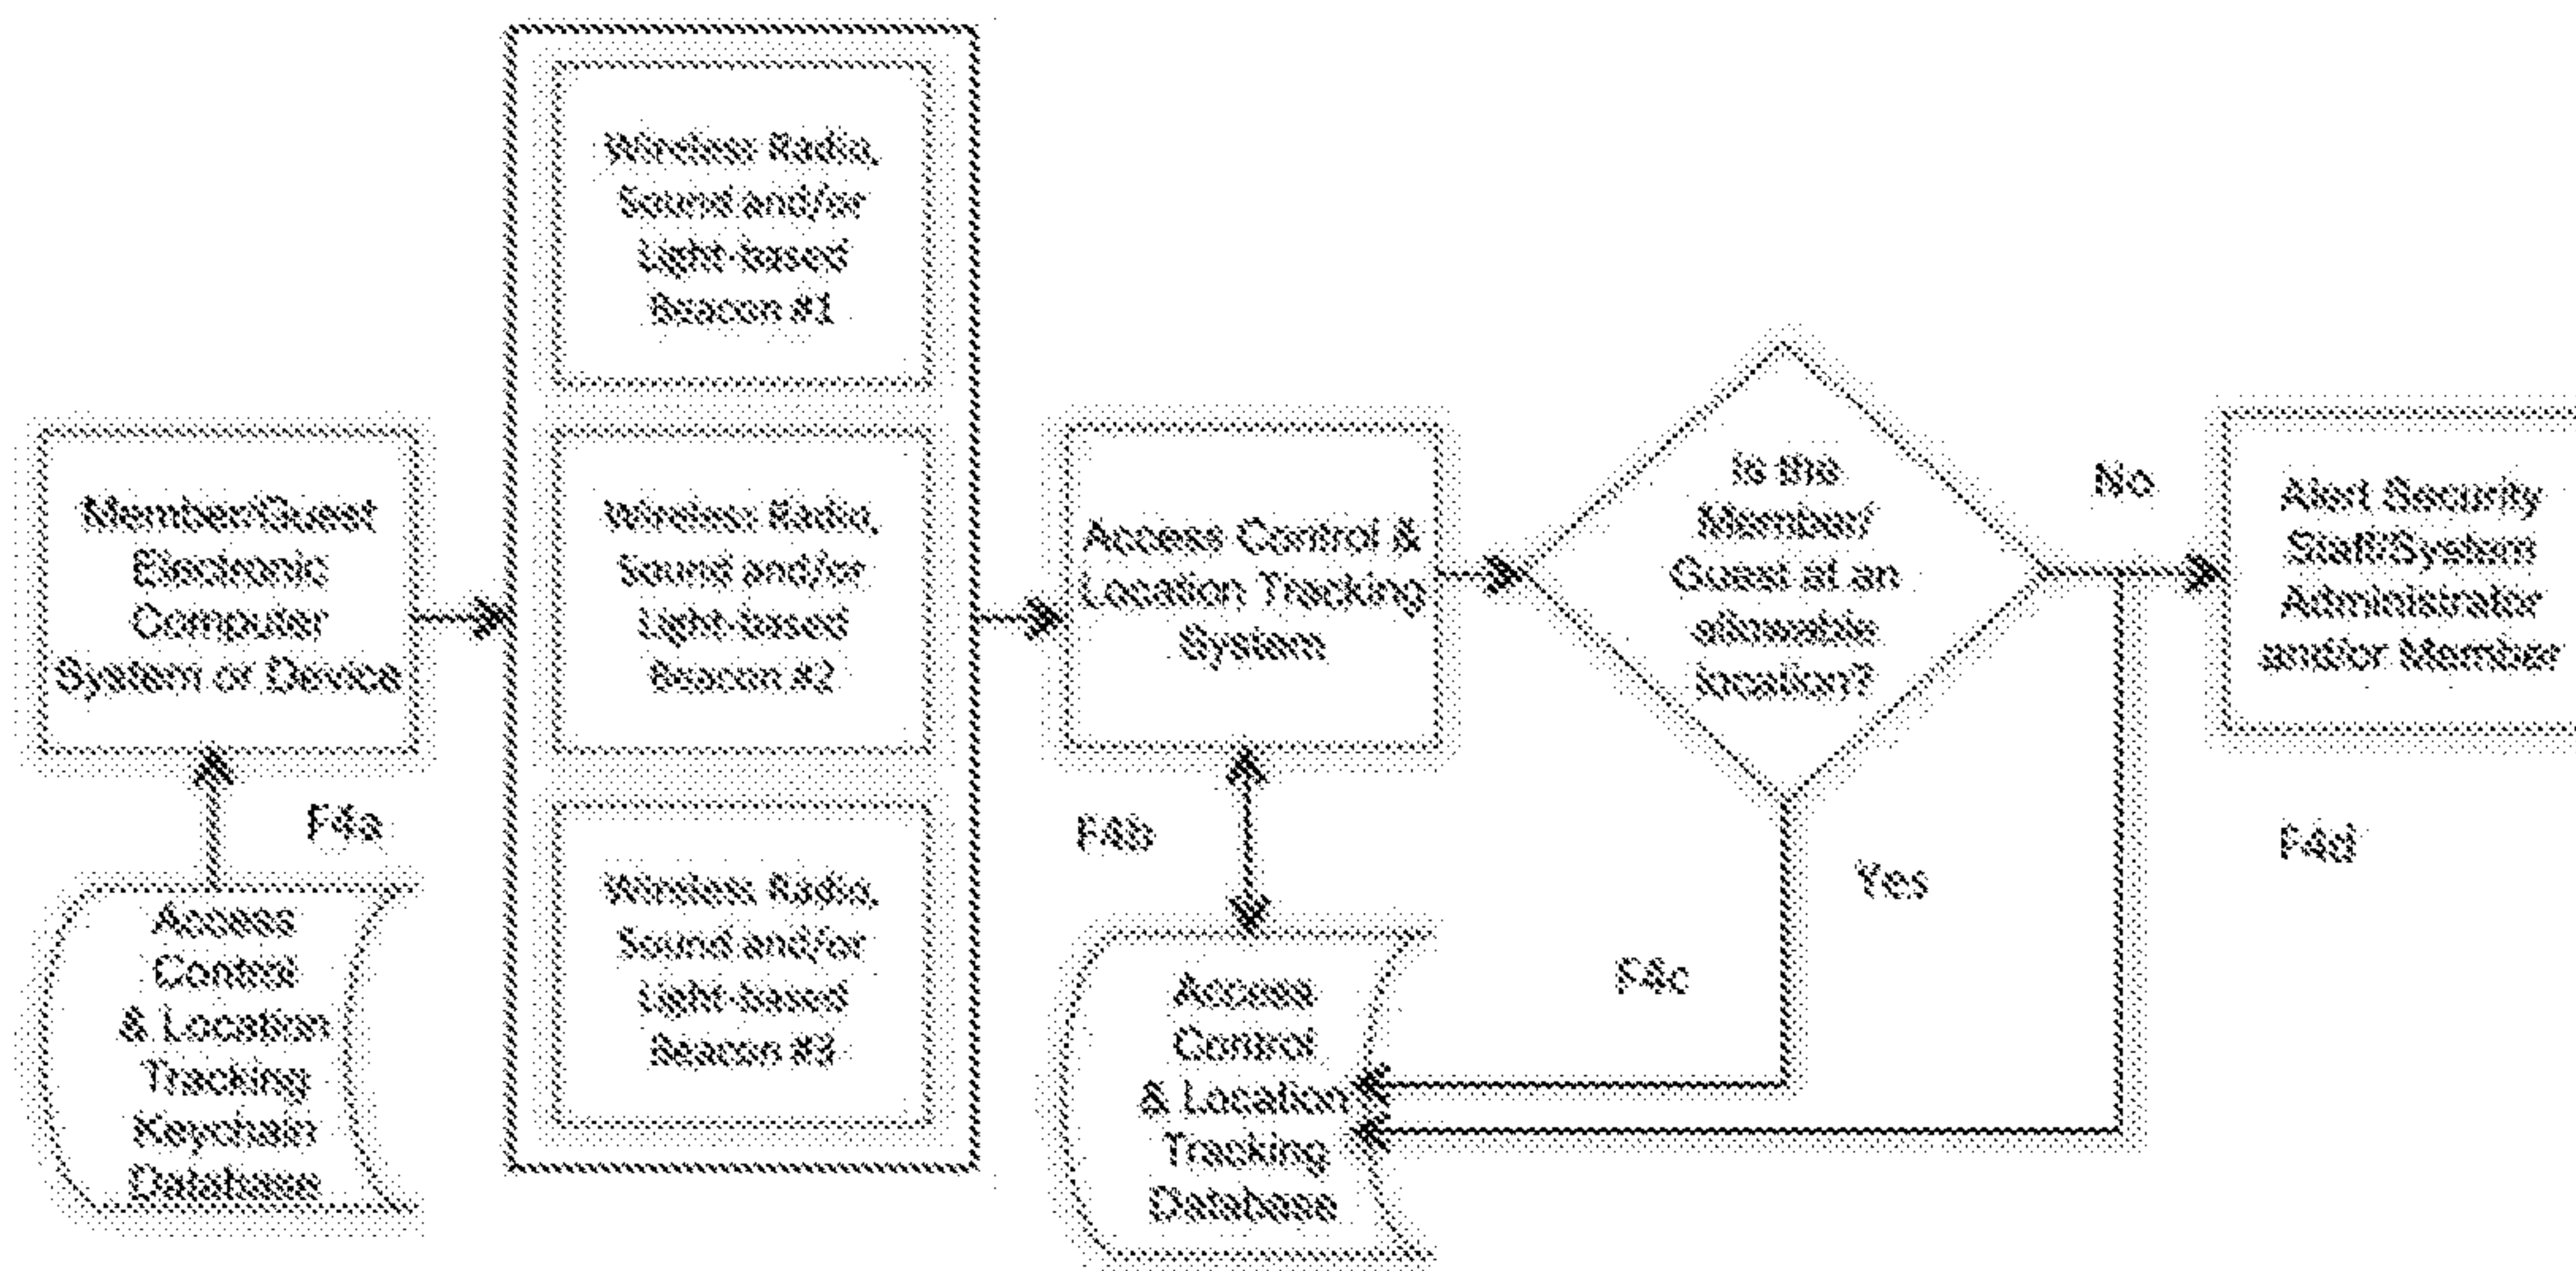 Wireless Radio,
Sound and/or
Light-based
Beacon #1
Member/Guest
Electronic
Computer
System or Device
Wireless Radio,
Sound and/or
Light-based
Beacon #2
Access Control &
Location Tracking
System
Is the
Member/
Guest at an
allowable
location?
No
Alert Security
Staff/System
Administrator
and/or Member
F4a
F4b
F4d
Yes
Access
Control
& Location
Tracking
Keychain
Database
Wireless Radio,
Sound and/or
Light-based
Beacon #3
F4c
Access
Control
& Location
Tracking
Database